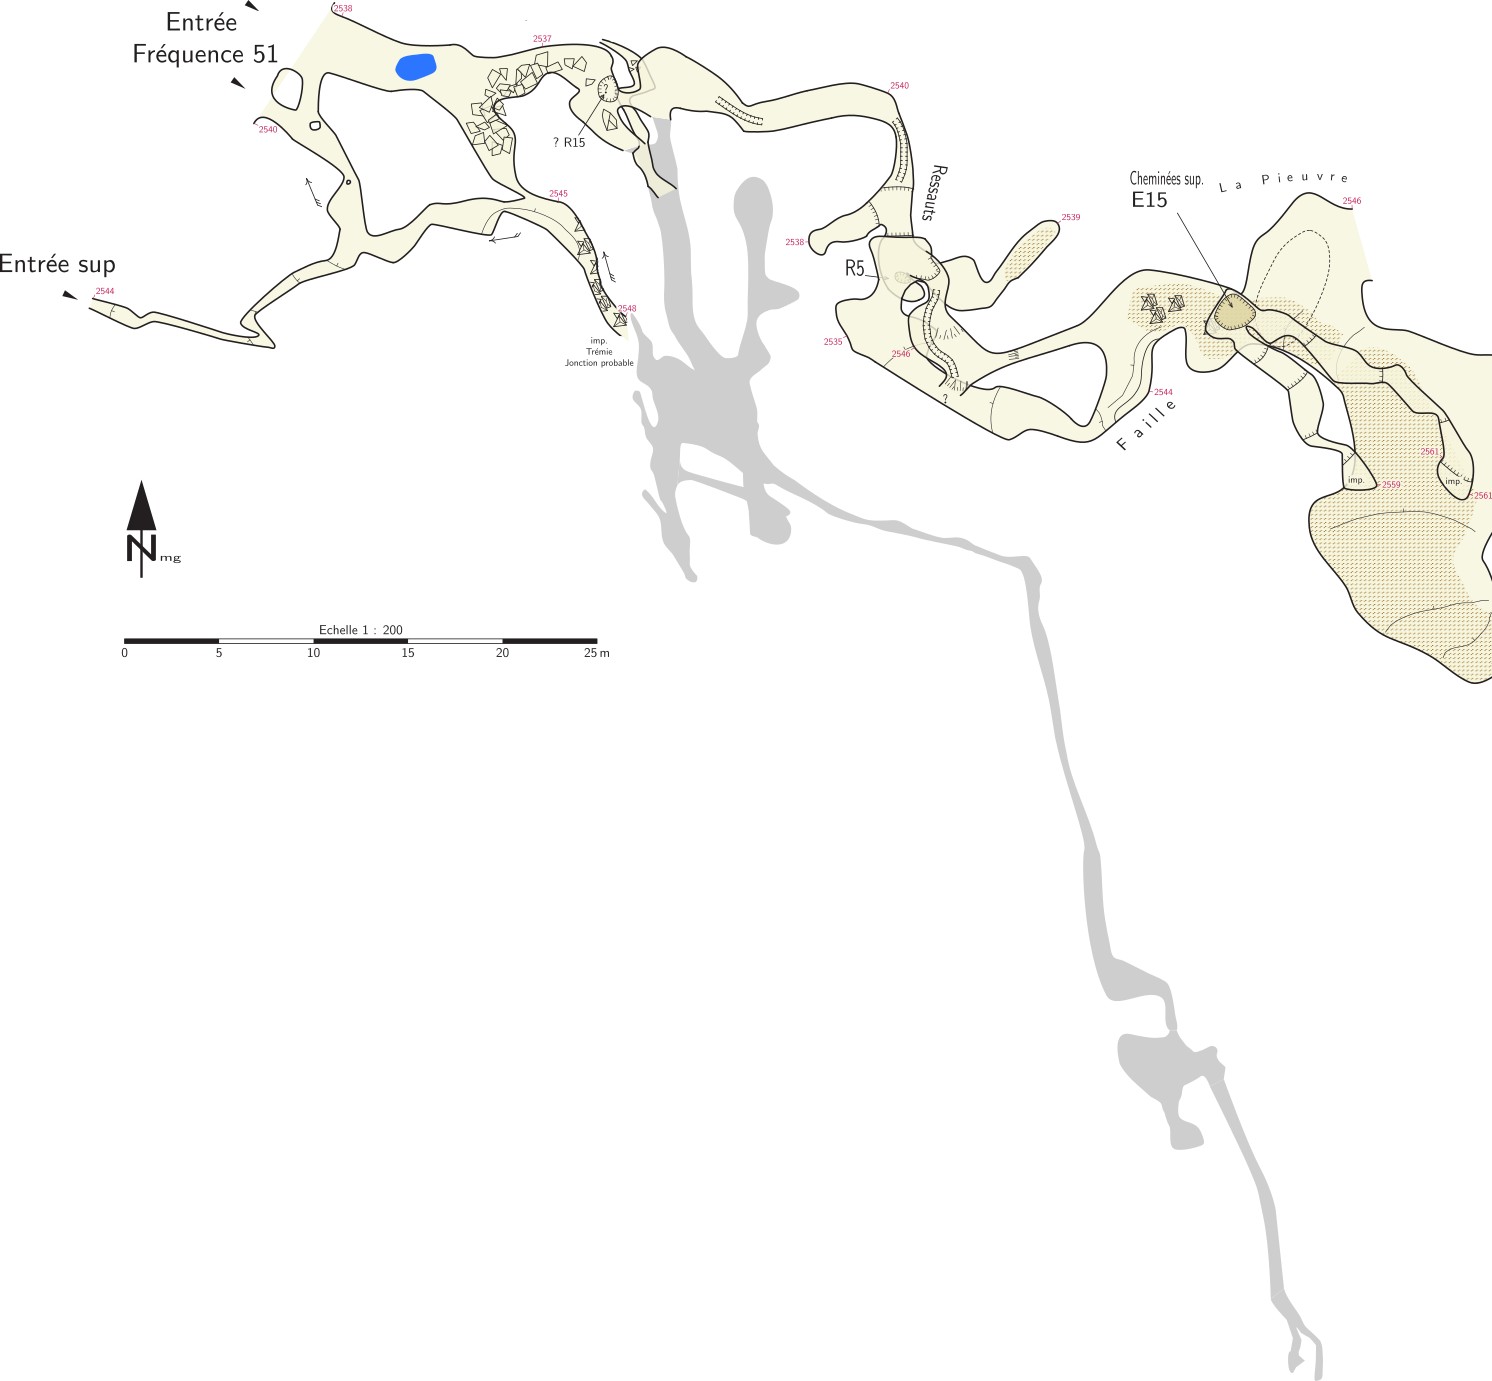 2538
Entrée
Fréquence 51
2537
2540
2540
?
? R15
Ressauts
Cheminées sup.
E15
La Pieuvre
2546
2545
2538
2539
Entrée sup
R5
2544
2548
imp.
Trémie
Jonction probable
2535
2546
?
2544
Faille
2561
imp.
2559
imp.
2561
N mg
Echelle 1 : 200
0 5 10 15 20 25 m